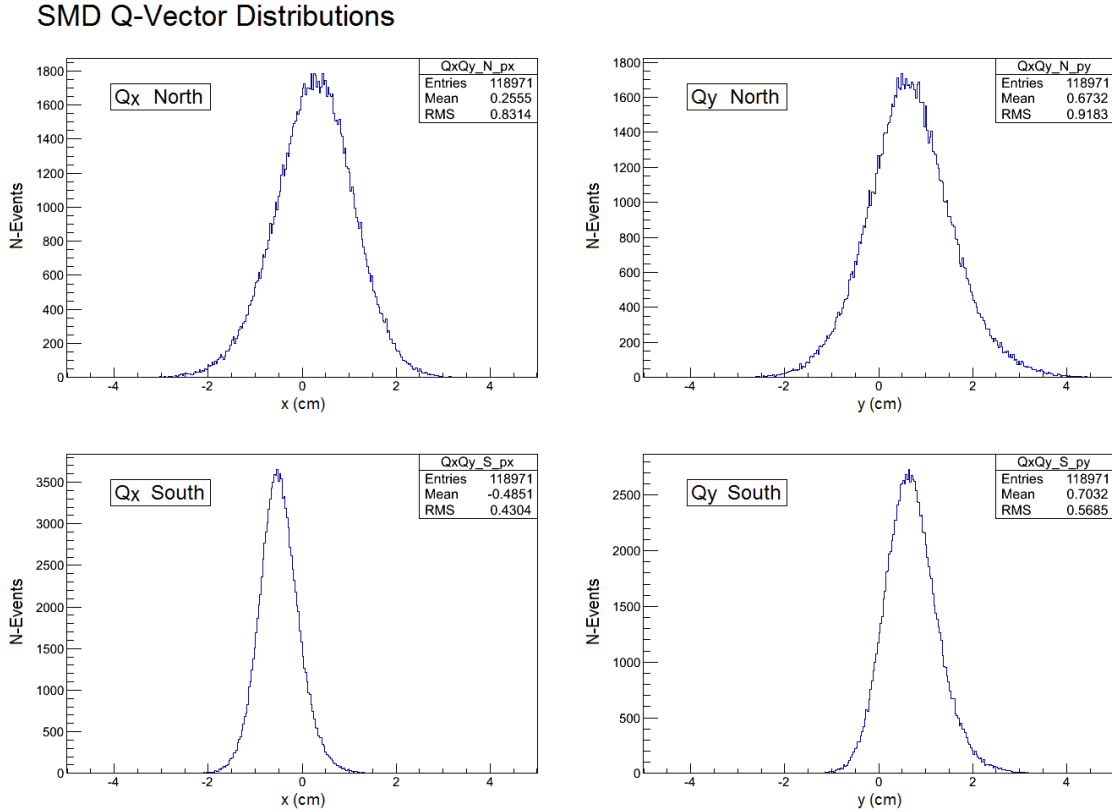 SMD Q-Vector Distributions
QxQy_N_px
Entries 118971
Mean 0.2555
RMS 0.8314
Qx North
1800
1600
1400
1200
1000
800
600
400
200
0
N-Events
-4 -2 0 2 4
x (cm)
QxQy_N_py
Entries 118971
Mean 0.6732
RMS 0.9183
Qy North
1800
1600
1400
1200
1000
800
600
400
200
0
N-Events
-4 -2 0 2 4
y (cm)
QxQy_S_px
Entries 118971
Mean -0.4851
RMS 0.4304
Qx South
3500
3000
2500
2000
1500
1000
500
0
N-Events
-4 -2 0 2 4
x (cm)
QxQy_S_py
Entries 118971
Mean 0.7032
RMS 0.5685
Qy South
2500
2000
1500
1000
500
0
N-Events
-4 -2 0 2 4
y (cm)